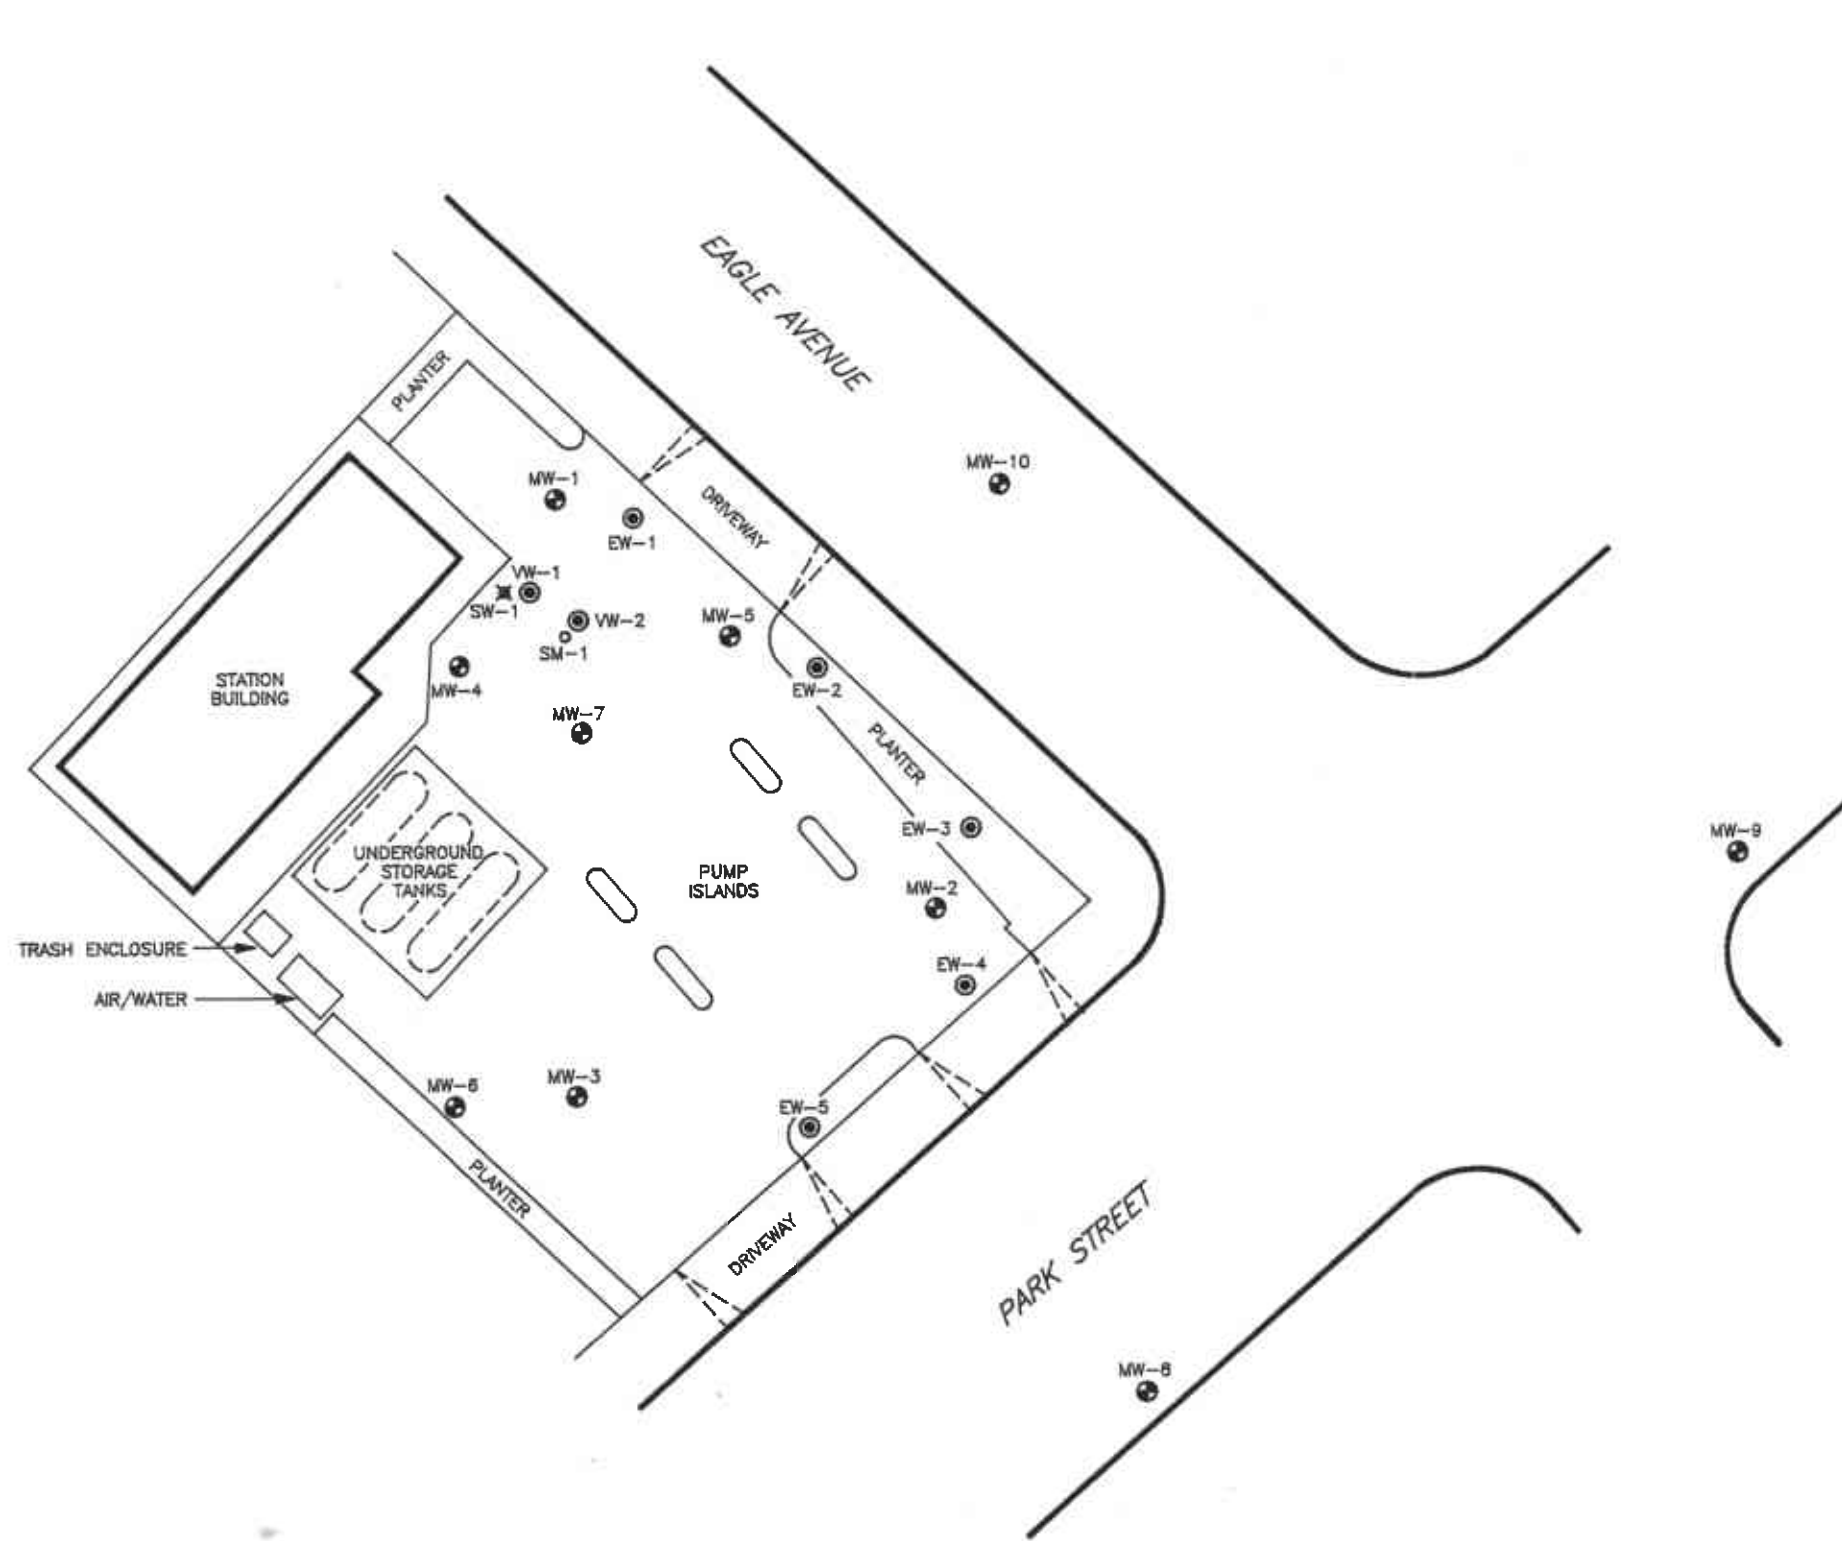 EAGLE AVENUE
PLANTER
MW-10
MW-1
DRIVEWAY
EW-1
VW-1
SW-1
VW-2
MW-5
SM-1
EW-2
MW-4
STATION
BUILDING
MW-7
PLANTER
EW-3
MW-9
UNDERGROUND
STORAGE
TANKS
PUMP
ISLANDS
MW-2
TRASH ENCLOSURE
EW-4
AIR/WATER
MW-6
MW-3
EW-5
PLANTER
DRIVEWAY
PARK STREET
MW-8